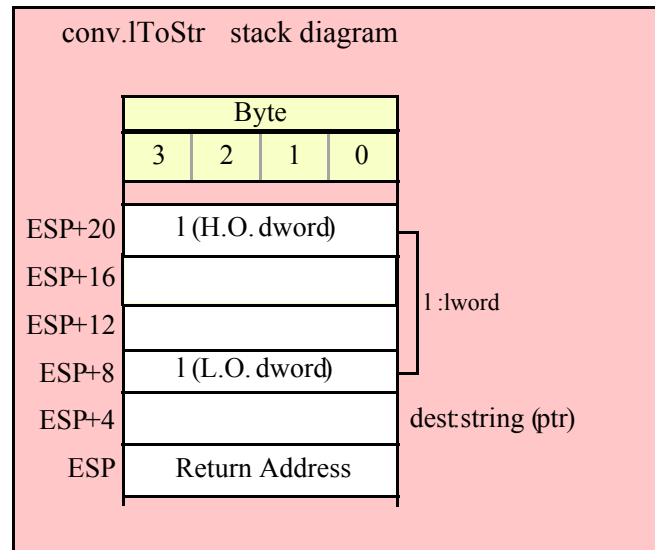 conv.lToStr stack diagram
Byte
3 2 1 0
ESP+20 l (H.O. dword)
ESP+16
l :lword
ESP+12
ESP+8 l (L.O. dword)
ESP+4 dest:string (ptr)
ESP Return Address